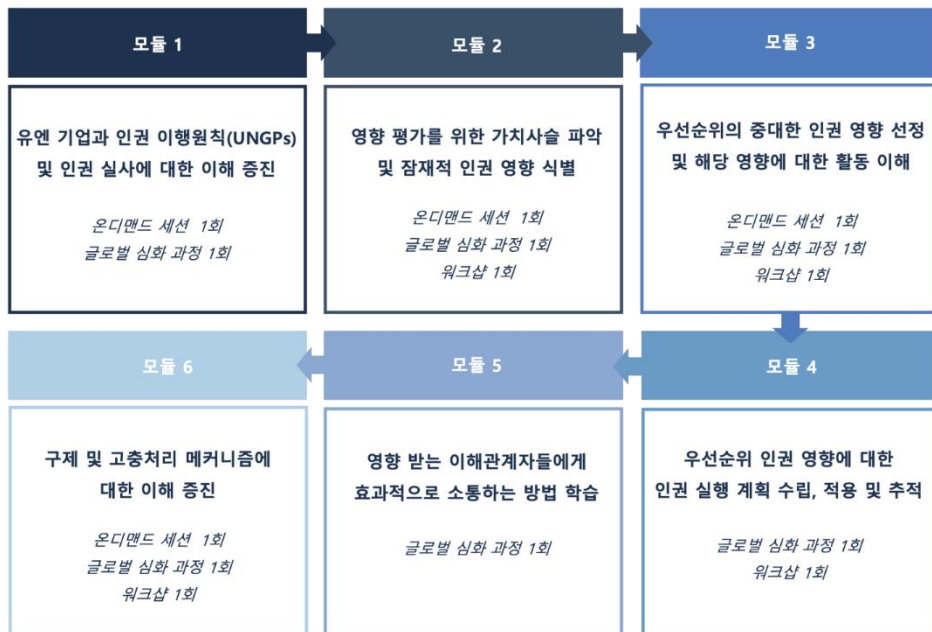 모듈 1
유엔 기업과 인권 이행원칙(UNGPs)
및 인권 실사에 대한 이해 증진
온디맨드 세션 1회
글로벌 심화 과정 1회
모듈 2
영향 평가를 위한 가치사슬 파악
및 잠재적 인권 영향 식별
온디맨드 세션 1회
글로벌 심화 과정 1회
워크샵 1회
모듈 3
우선순위의 중대한 인권 영향 선정
및 해당 영향에 대한 활동 이해
온디맨드 세션 1회
글로벌 심화 과정 1회
워크샵 1회
모듈 4
우선순위 인권 영향에 대한
인권 실행 계획 수립, 적용 및 추적
글로벌 심화 과정 1회
워크샵 1회
모듈 5
영향 받는 이해관계자들에게
효과적으로 소통하는 방법 학습
글로벌 심화 과정 1회
모듈 6
구제 및 고충처리 메커니즘에
대한 이해 증진
온디맨드 세션 1회
글로벌 심화 과정 1회
워크샵 1회